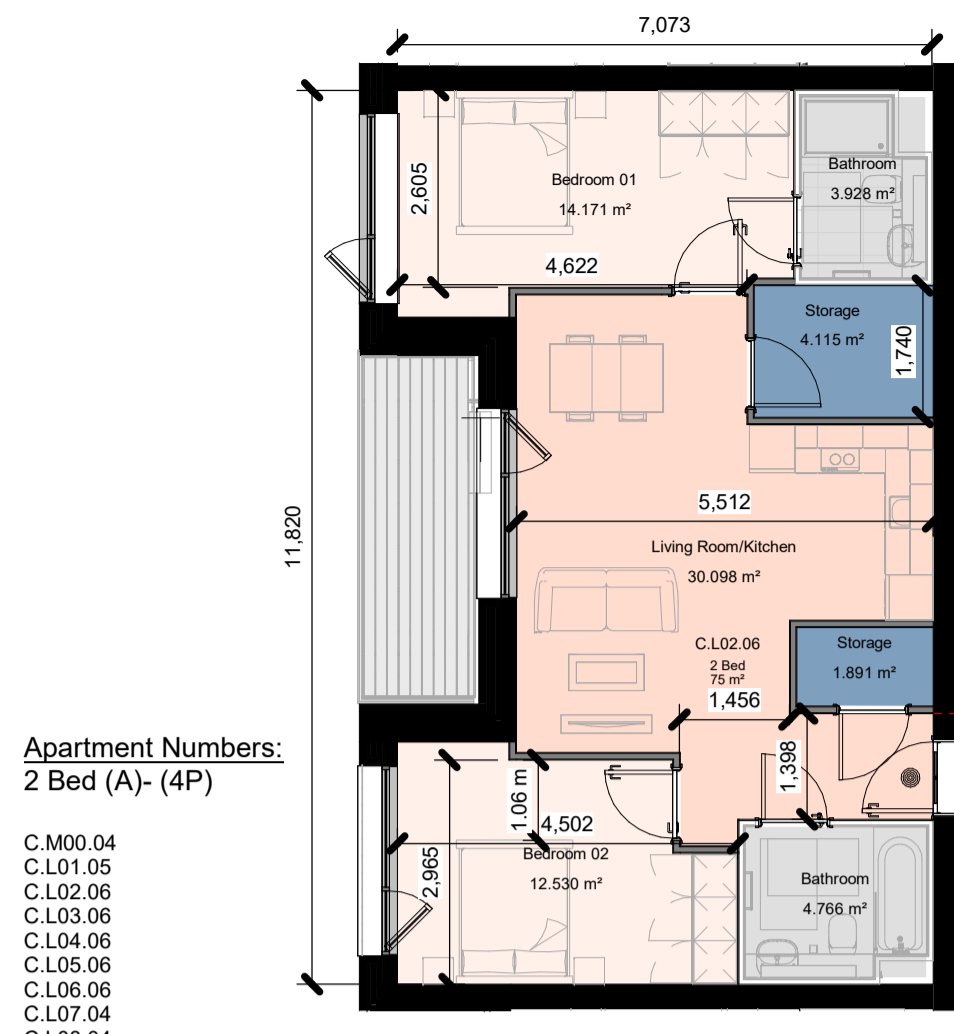 7,073
2,605
Bedroom 01
14.171 m²
Bathroom
3.928 m²
4,622
Storage
4.115 m²
1,740
11,820
5,512
Living Room/Kitchen
30.098 m²
C.L02.06
2 Bed
75 m²
Storage
1.891 m²
1,456
1,398
1.06 m
4,502
2,965
Bedroom 02
12.530 m²
Bathroom
4.766 m²
Apartment Numbers:
2 Bed (A)- (4P)
C.M00.04
C.L01.05
C.L02.06
C.L03.06
C.L04.06
C.L05.06
C.L06.06
C.L07.04